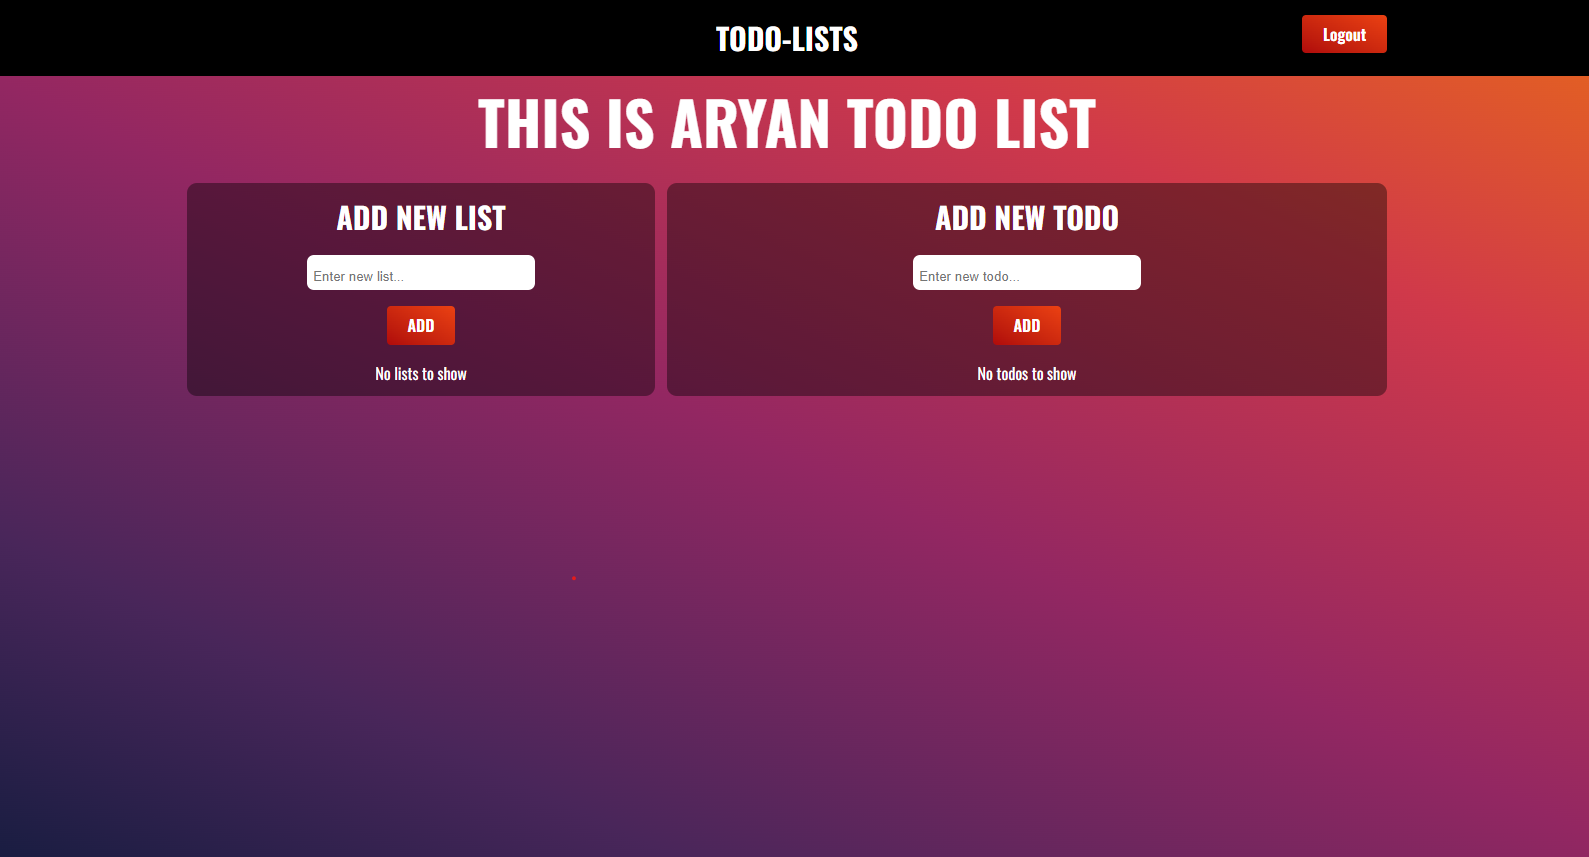 TODO-LISTS
Logout
THIS IS ARYAN TODO LIST
ADD NEW LIST
Enter new list...
ADD
No lists to show
ADD NEW TODO
Enter new todo...
ADD
No todos to show